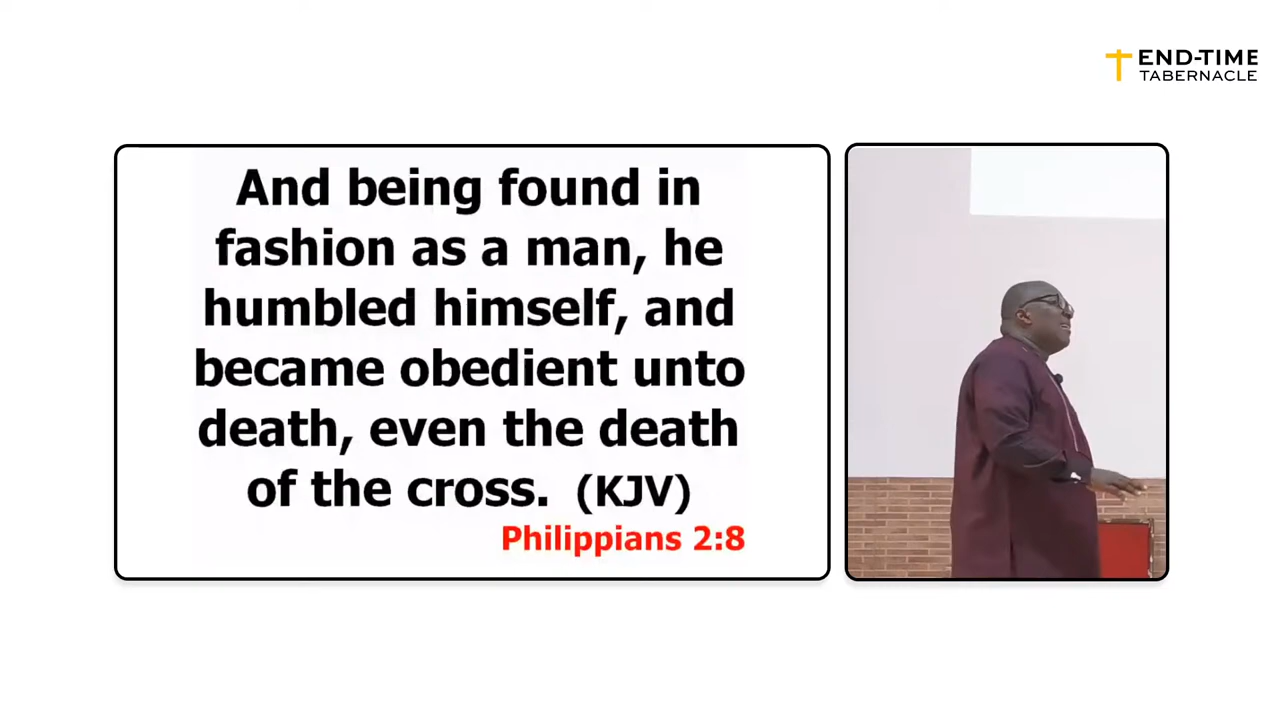 END-TIME
TABERNACLE
And being found in
fashion as a man, he
humbled himself, and
became obedient unto
death, even the death
of the cross. (KJV)
Philippians 2:8